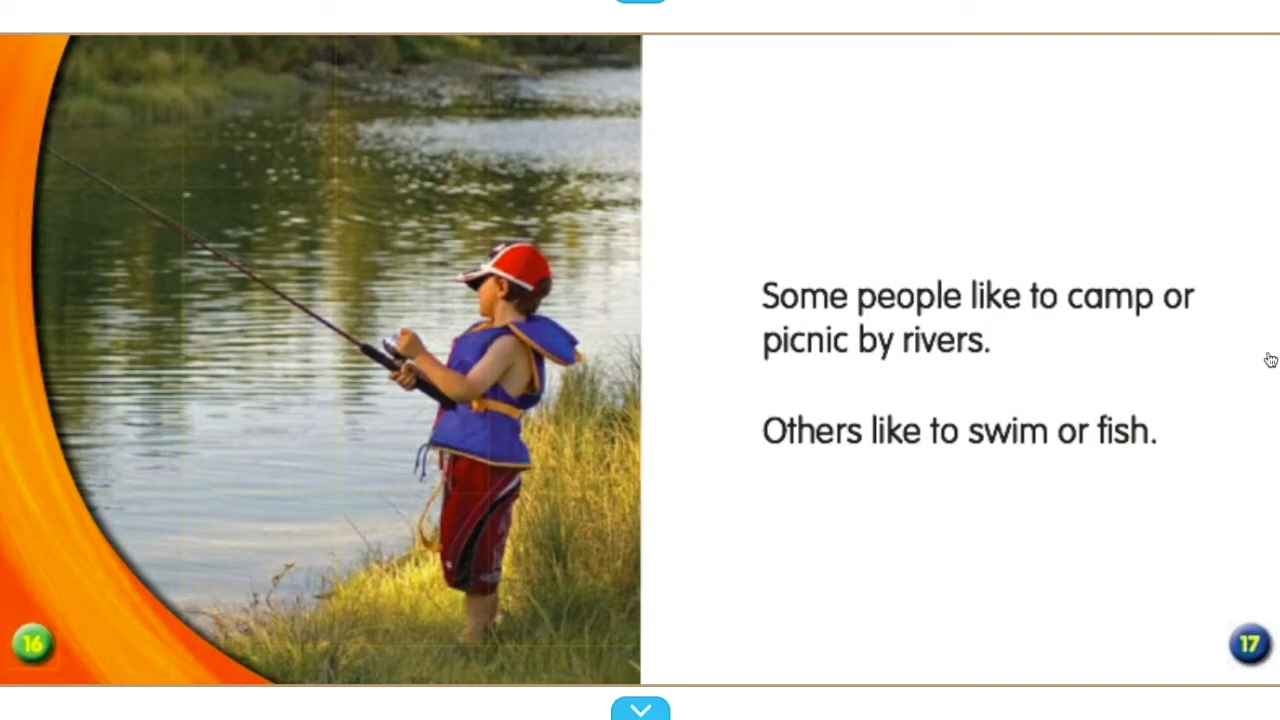 Some people like to camp or
picnic by rivers.
Others like to swim or fish.
16
17